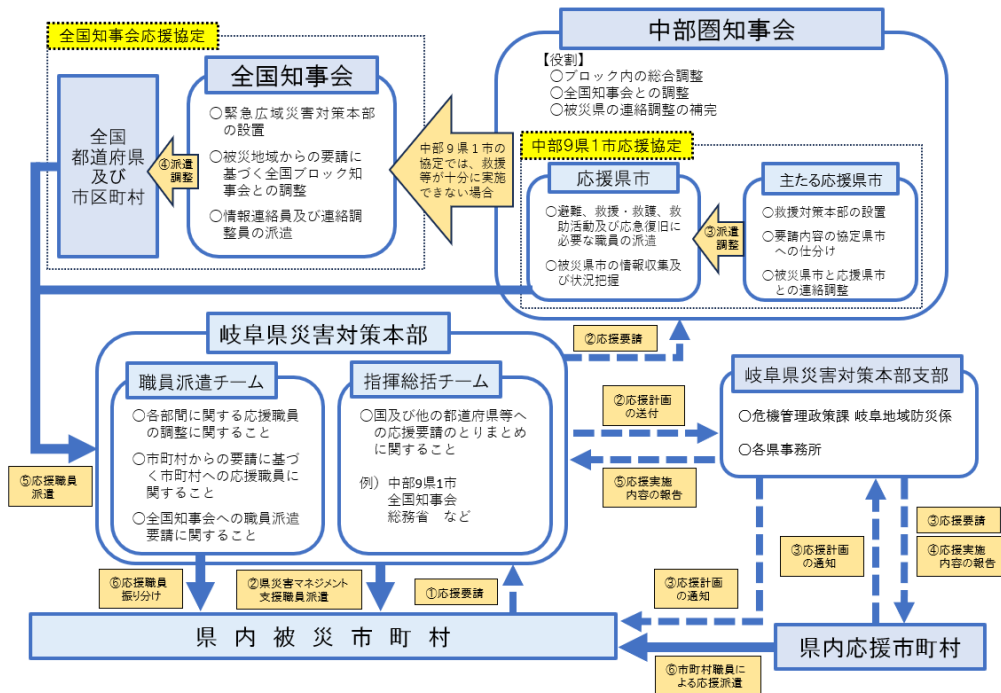 全国知事会応援協定
全国知事会
○緊急広域災害対策本部
の設置
○被災地域からの要請に
基づく全国ブロック知
事会との調整
○情報連絡員及び連絡調
整員の派遣
全国
都道府県
及び
市区町村
④派遣
調整
中部9県1市の
協定では、救援
等が十分に実施
できない場合
中部圏知事会
【役割】
○ブロック内の総合調整
○全国知事会との調整
○被災県の連絡調整の補完
中部9県1市応援協定
応援県市
○避難、救援・救護、救
助活動及び応急復旧に
必要な職員の派遣
○被災県市の情報収集及
び状況把握
③派遣
調整
主たる応援県市
○救援対策本部の設置
○要請内容の協定県市
への仕分け
○被災県市と応援県市
との連絡調整
岐阜県災害対策本部
職員派遣チーム
○各部間に関する応援職員
の調整に関すること
○市町村からの要請に基づ
く市町村への応援職員に
関すること
○全国知事会への職員派遣
要請に関すること
指揮総括チーム
○国及び他の都道府県等へ
の応援要請のとりまとめ
に関すること
例）中部9県1市
全国知事会
総務省 など
②応援要請
②応援計画
の送付
⑤応援実施
内容の報告
岐阜県災害対策本部支部
○危機管理政策課 岐阜地域防災係
○各県事務所
⑤応援職員
派遣
⑥応援職員
振り分け
②県災害マネジメント
支援職員派遣
①応援要請
③応援計画
の通知
③応援計画
の通知
③応援要請
④応援実施
内容の報告
県内被災市町村
県内応援市町村
⑥市町村職員に
よる応援派遣